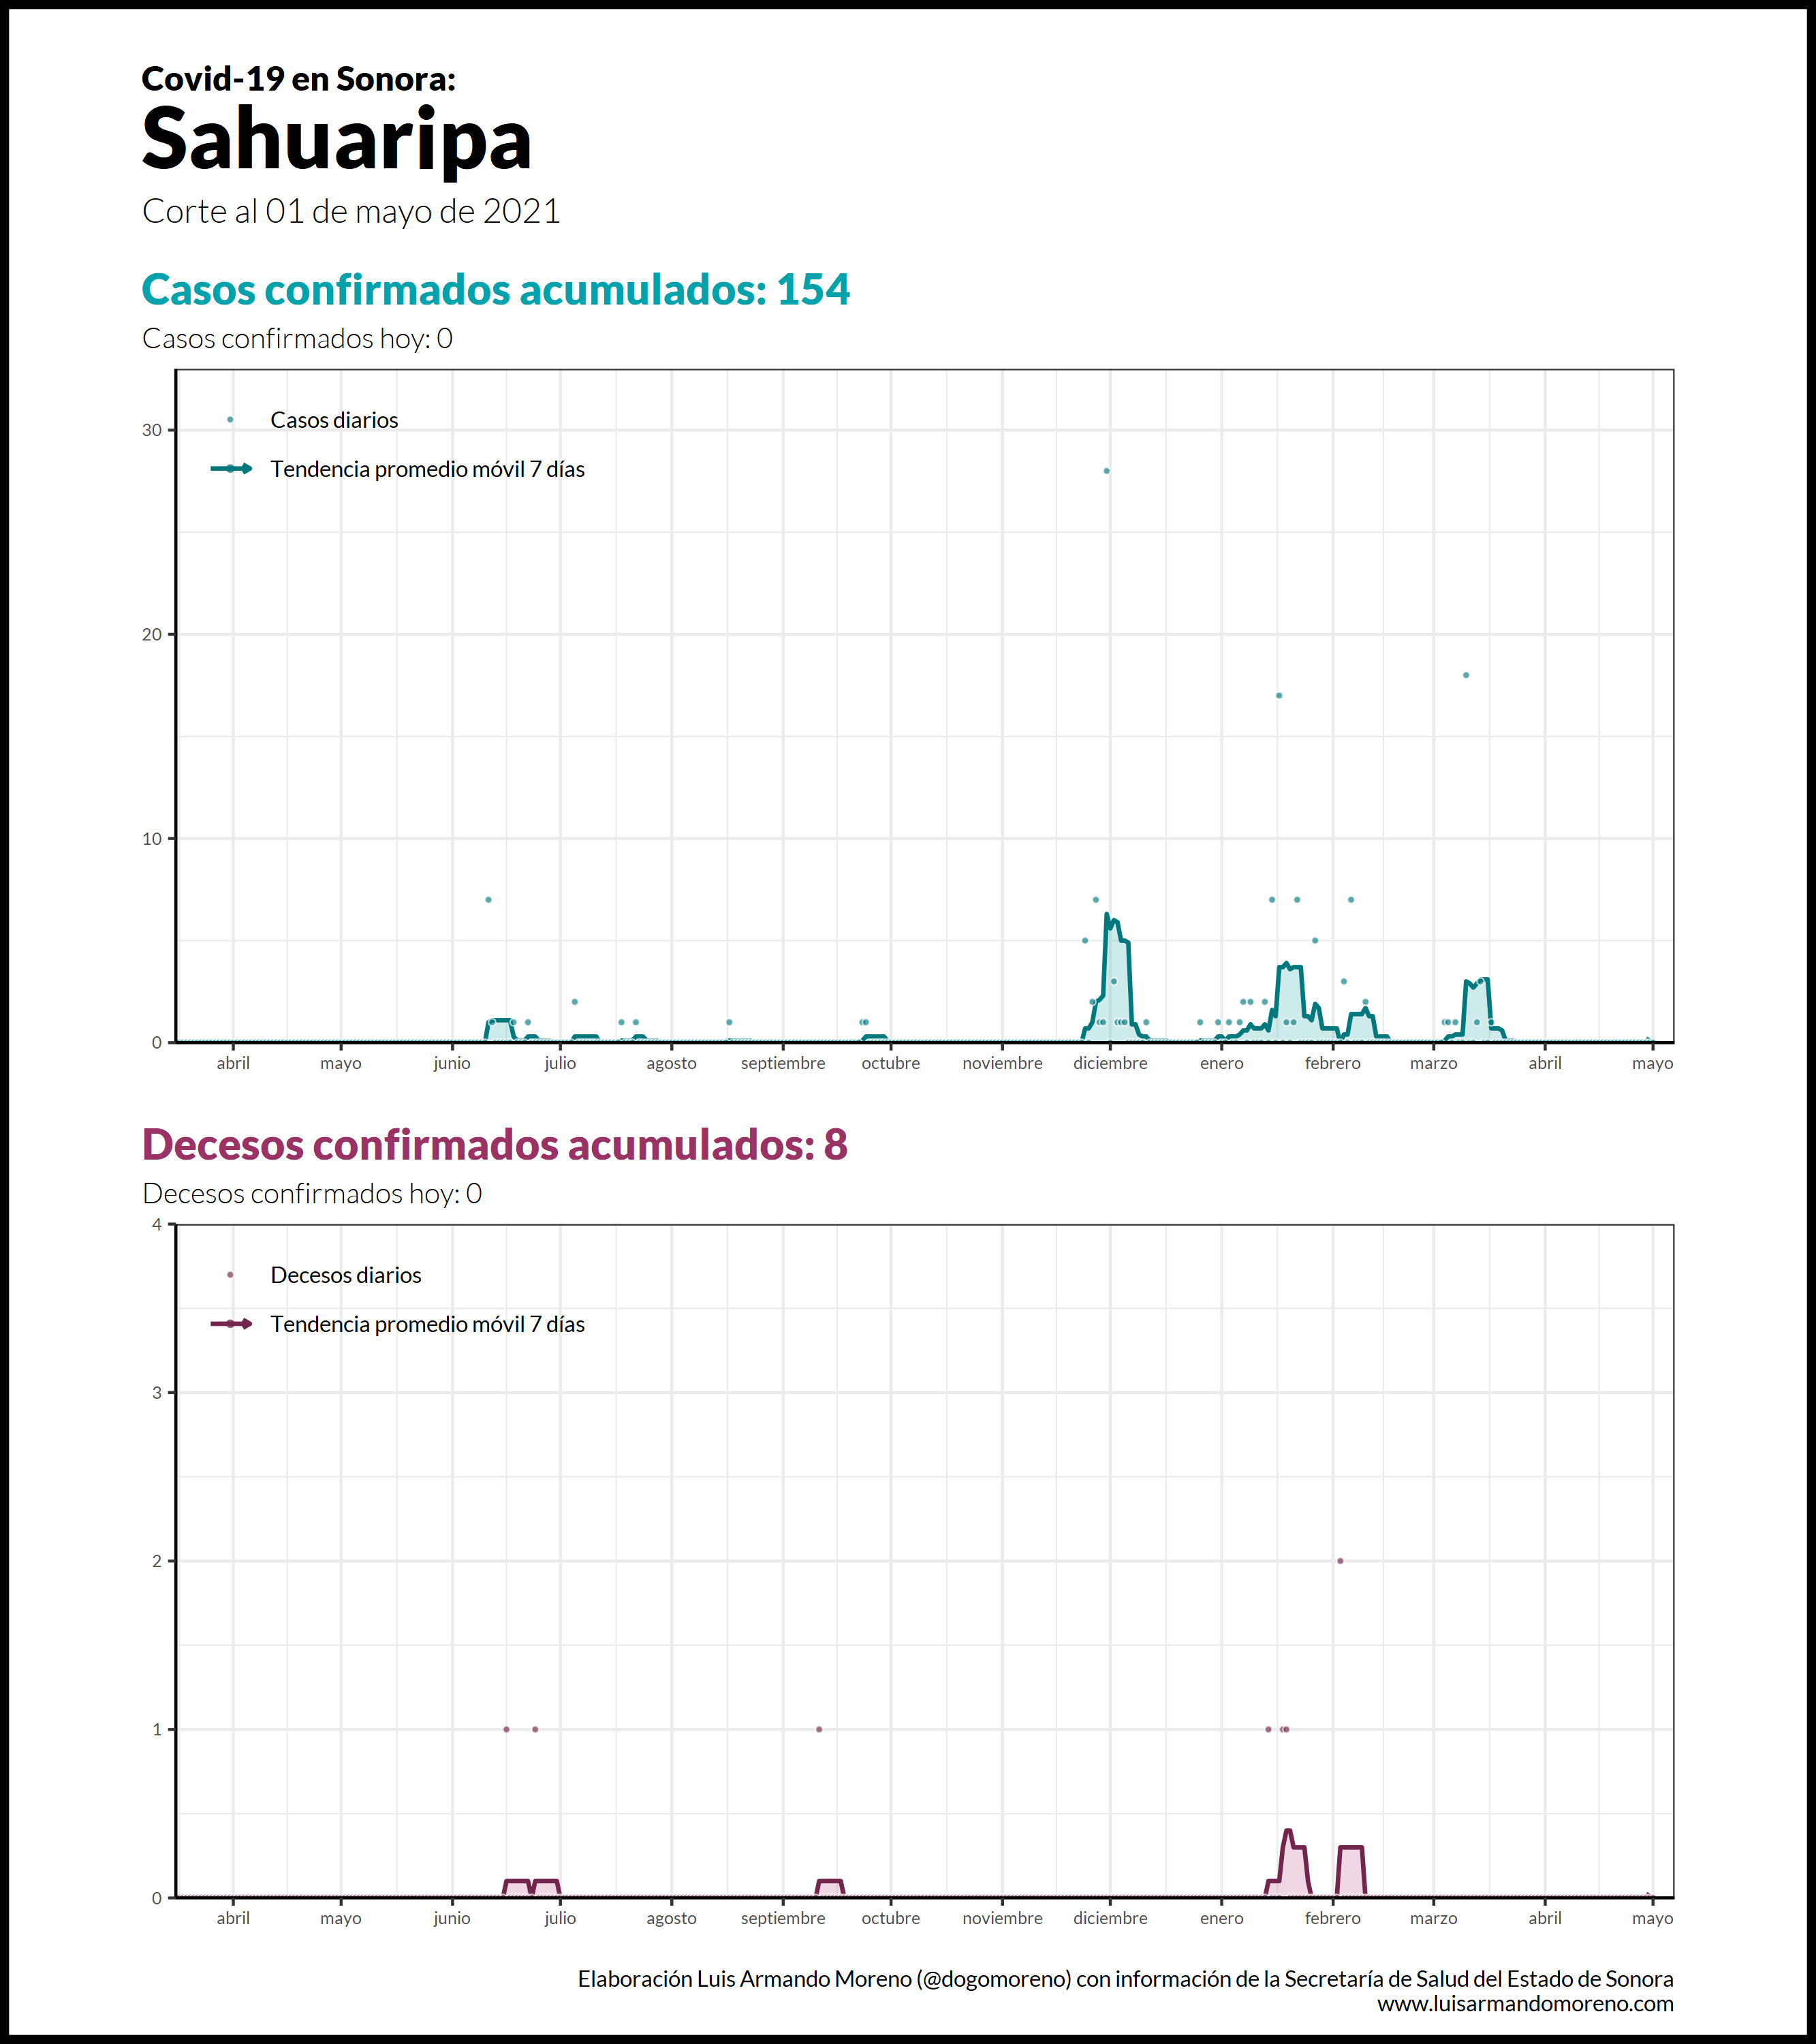 Covid-19 en Sonora:
Sahuaripa
Corte al 01 de mayo de 2021
Casos confirmados acumulados: 154
Casos confirmados hoy: 0
Casos diarios
Tendencia promedio móvil 7 días
30
20
10
0
abril mayo junio julio agosto septiembre octubre noviembre diciembre enero febrero marzo abril mayo
Decesos confirmados acumulados: 8
Decesos confirmados hoy: 0
4
Decesos diarios
Tendencia promedio móvil 7 días
3
2
1
0
abril mayo junio julio agosto septiembre octubre noviembre diciembre enero febrero marzo abril mayo
Elaboración Luis Armando Moreno (@dogomoreno) con información de la Secretaría de Salud del Estado de Sonora
www.luisarmandomoreno.com